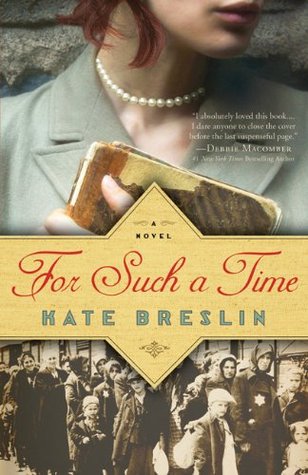 "I absolutely loved this book....
I dare anyone to close the cover
before the last suspenseful page."
—DEBBIE MACOMBER
#1 New York Times Bestselling Author
A
NOVEL
For Such a Time
KATE BRESLIN